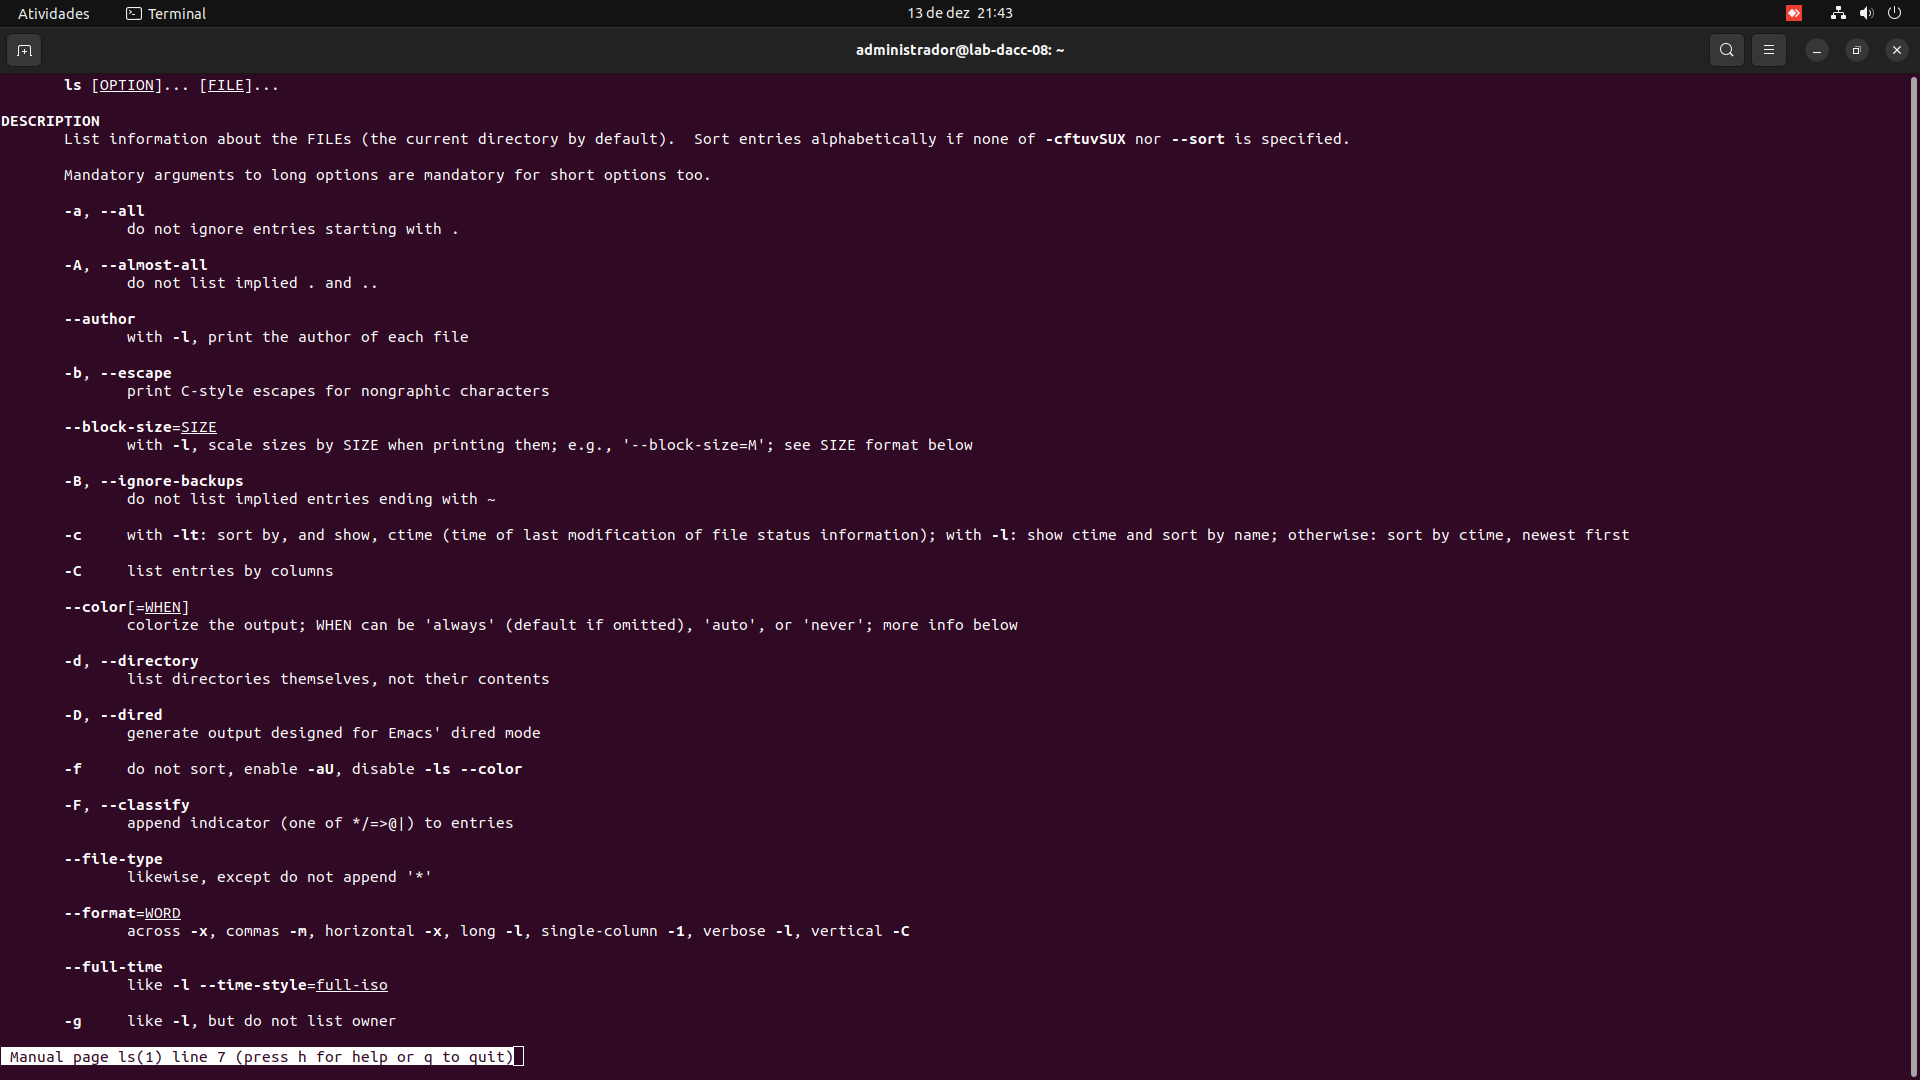 Atividades
Terminal
13 de dez 21:43
administrador@lab-dacc-08: ~
ls [OPTION]... [FILE]...
DESCRIPTION
List information about the FILEs (the current directory by default).  Sort entries alphabetically if none of -cftuvSUX nor --sort is specified.
Mandatory arguments to long options are mandatory for short options too.
-a, --all
do not ignore entries starting with .
-A, --almost-all
do not list implied . and ..
--author
with -l, print the author of each file
-b, --escape
print C-style escapes for nongraphic characters
--block-size=SIZE
with -l, scale sizes by SIZE when printing them; e.g., '--block-size=M'; see SIZE format below
-B, --ignore-backups
do not list implied entries ending with ~
-c     with -lt: sort by, and show, ctime (time of last modification of file status information); with -l: show ctime and sort by name; otherwise: sort by ctime, newest first
-C     list entries by columns
--color[=WHEN]
colorize the output; WHEN can be 'always' (default if omitted), 'auto', or 'never'; more info below
-d, --directory
list directories themselves, not their contents
-D, --dired
generate output designed for Emacs' dired mode
-f     do not sort, enable -aU, disable -ls --color
-F, --classify
append indicator (one of */=>@|) to entries
--file-type
likewise, except do not append '*'
--format=WORD
across -x, commas -m, horizontal -x, long -l, single-column -1, verbose -l, vertical -C
--full-time
like -l --time-style=full-iso
-g     like -l, but do not list owner
Manual page ls(1) line 7 (press h for help or q to quit)